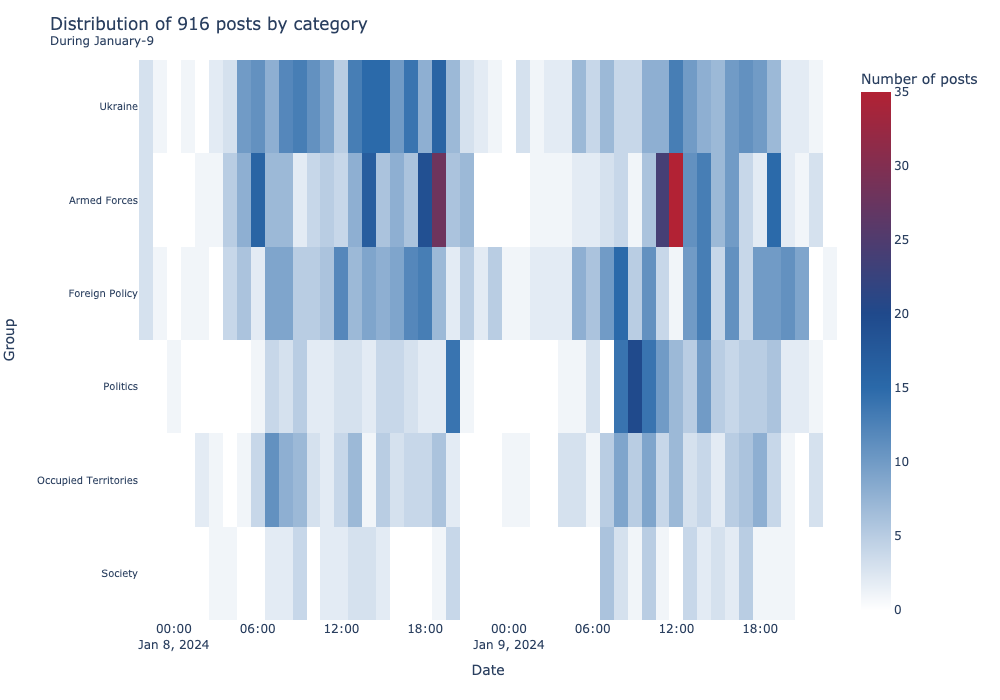 Distribution of 916 posts by category
During January-9
Number of posts
35
30
25
20
15
10
5
0
Group
Ukraine
Armed Forces
Foreign Policy
Politics
Occupied Territories
Society
00:00 06:00 12:00 18:00 00:00 06:00 12:00 18:00
Jan 8, 2024 Jan 9, 2024
Date